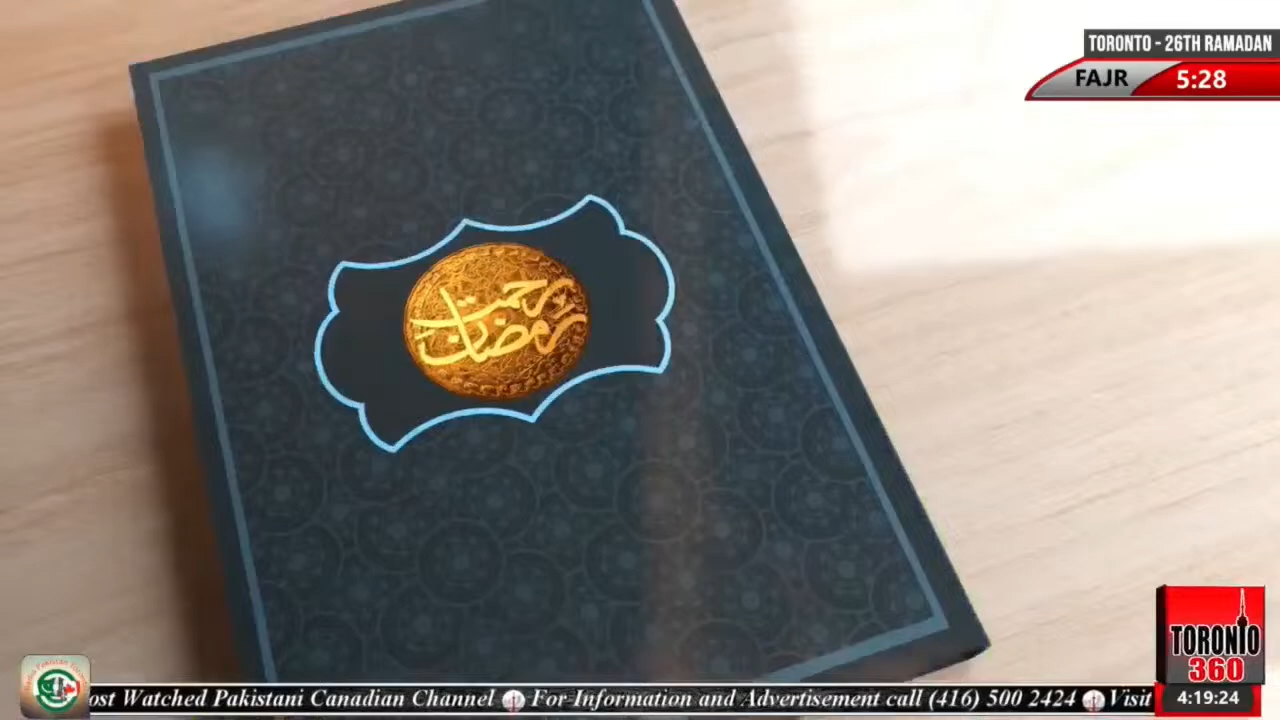 TORONTO - 26TH RAMADAN
FAJR 5:28
رحمت
رمضان
TORONTO
360
4:19:24
ost Watched Pakistani Canadian Channel For Information and Advertisement call (416) 500 2424 Visit